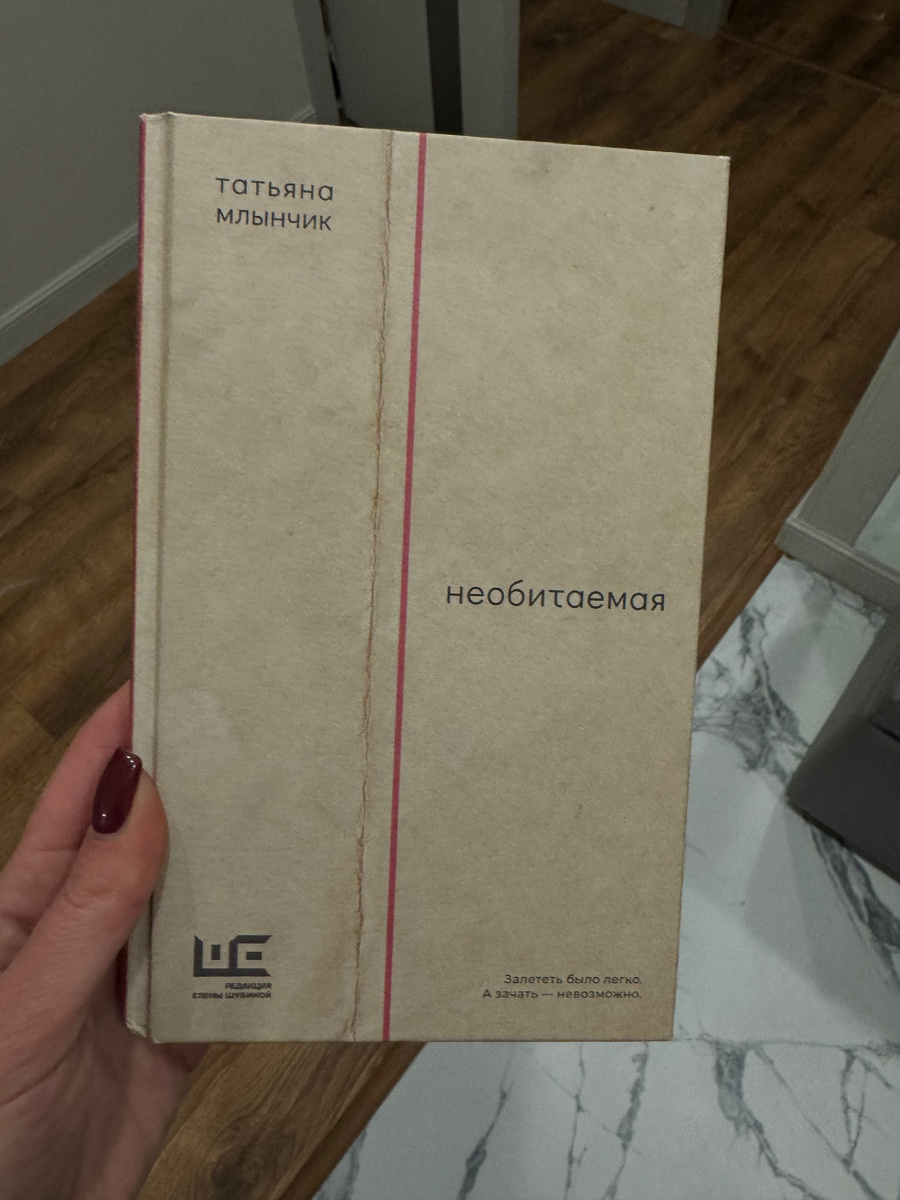 татьяна
млынчик
необитаемая
Залететь было легко.
А зачать — невозможно.
РЕДАКЦИЯ
ЕЛЕНЫ ШУБИНОЙ